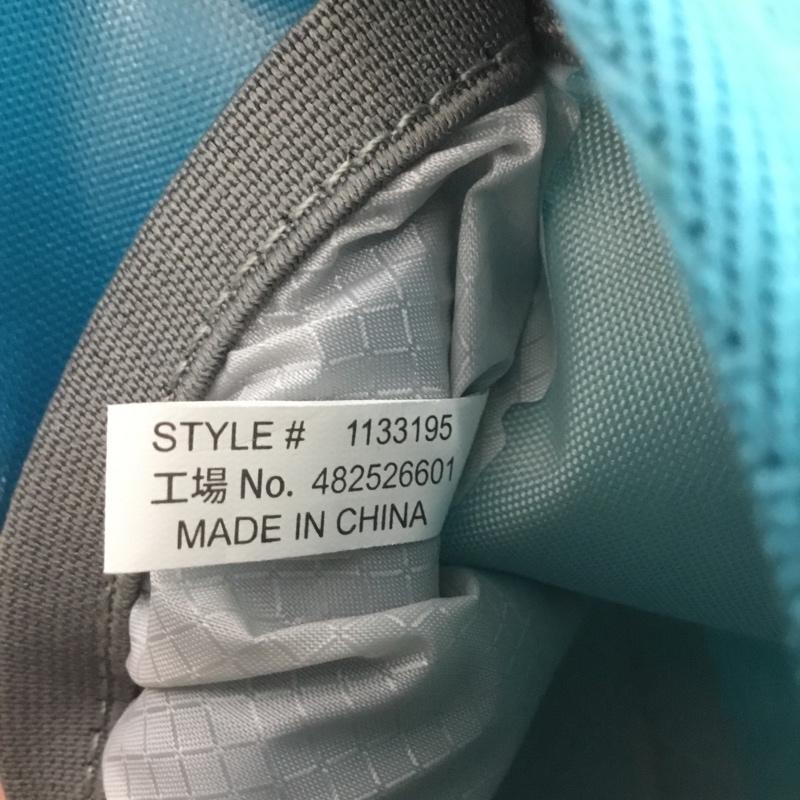 STYLE # 1133195
工場 No. 482526601
MADE IN CHINA